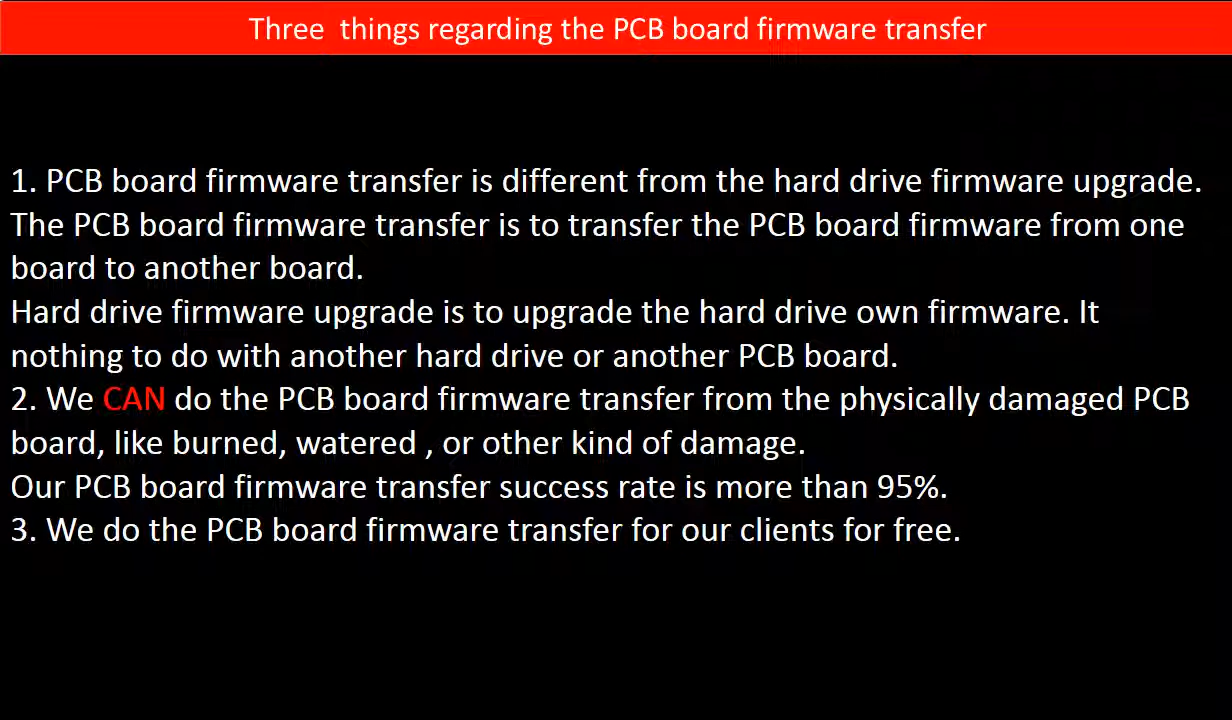 Three  things regarding the PCB board firmware transfer
1. PCB board firmware transfer is different from the hard drive firmware upgrade.
The PCB board firmware transfer is to transfer the PCB board firmware from one
board to another board.
Hard drive firmware upgrade is to upgrade the hard drive own firmware. It
nothing to do with another hard drive or another PCB board.
2. We CAN do the PCB board firmware transfer from the physically damaged PCB
board, like burned, watered , or other kind of damage.
Our PCB board firmware transfer success rate is more than 95%.
3. We do the PCB board firmware transfer for our clients for free.